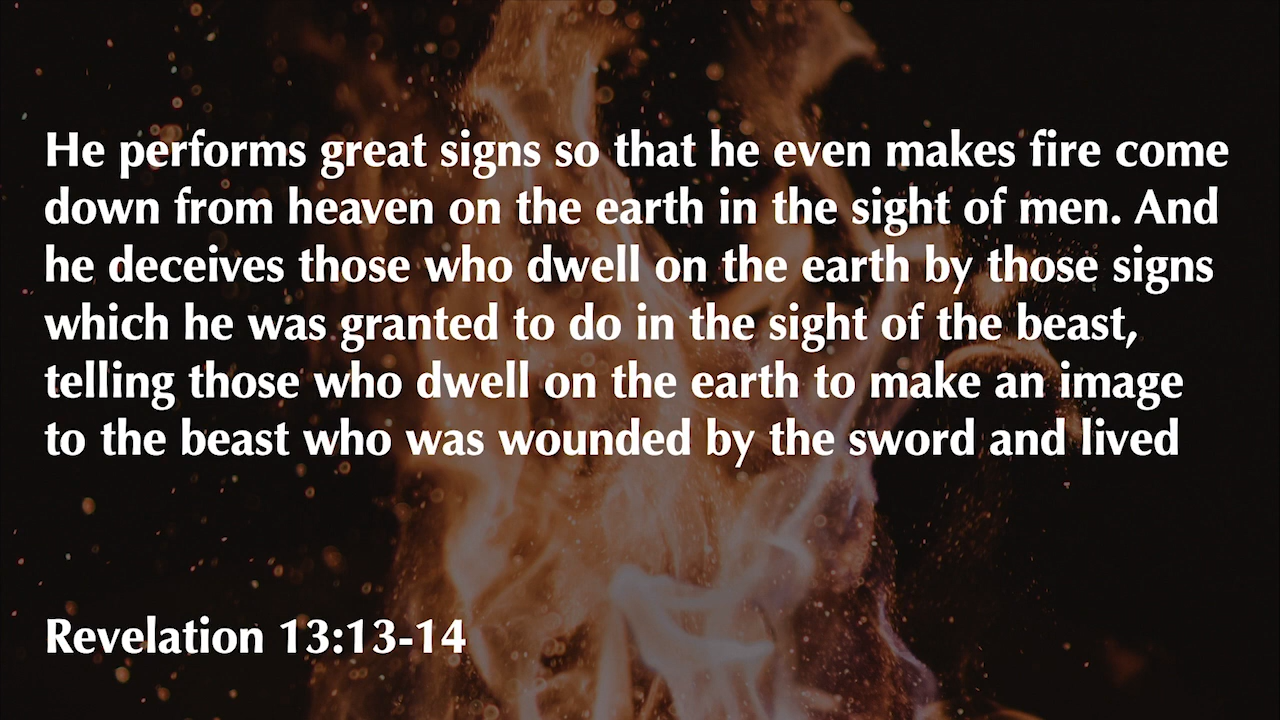 He performs great signs so that he even makes fire come
down from heaven on the earth in the sight of men. And
he deceives those who dwell on the earth by those signs
which he was granted to do in the sight of the beast,
telling those who dwell on the earth to make an image
to the beast who was wounded by the sword and lived
Revelation 13:13-14